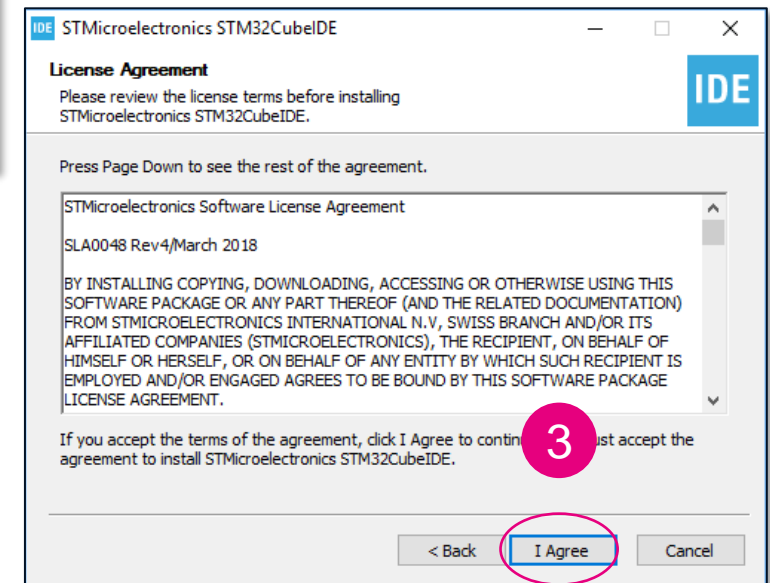 IDE STMicroelectronics STM32CubeIDE
License Agreement
Please review the license terms before installing
STMicroelectronics STM32CubeIDE.
IDE
Press Page Down to see the rest of the agreement.
STMicroelectronics Software License Agreement
SLA0048 Rev4/March 2018
BY INSTALLING COPYING, DOWNLOADING, ACCESSING OR OTHERWISE USING THIS
SOFTWARE PACKAGE OR ANY PART THEREOF (AND THE RELATED DOCUMENTATION)
FROM STMICROELECTRONICS INTERNATIONAL N.V, SWISS BRANCH AND/OR ITS
AFFILIATED COMPANIES (STMICROELECTRONICS), THE RECIPIENT, ON BEHALF OF
HIMSELF OR HERSELF, OR ON BEHALF OF ANY ENTITY BY WHICH SUCH RECIPIENT IS
EMPLOYED AND/OR ENGAGED AGREES TO BE BOUND BY THIS SOFTWARE PACKAGE
LICENSE AGREEMENT.
If you accept the terms of the agreement, click I Agree to accept the
agreement to install STMicroelectronics STM32CubeIDE.
3
< Back I Agree Cancel